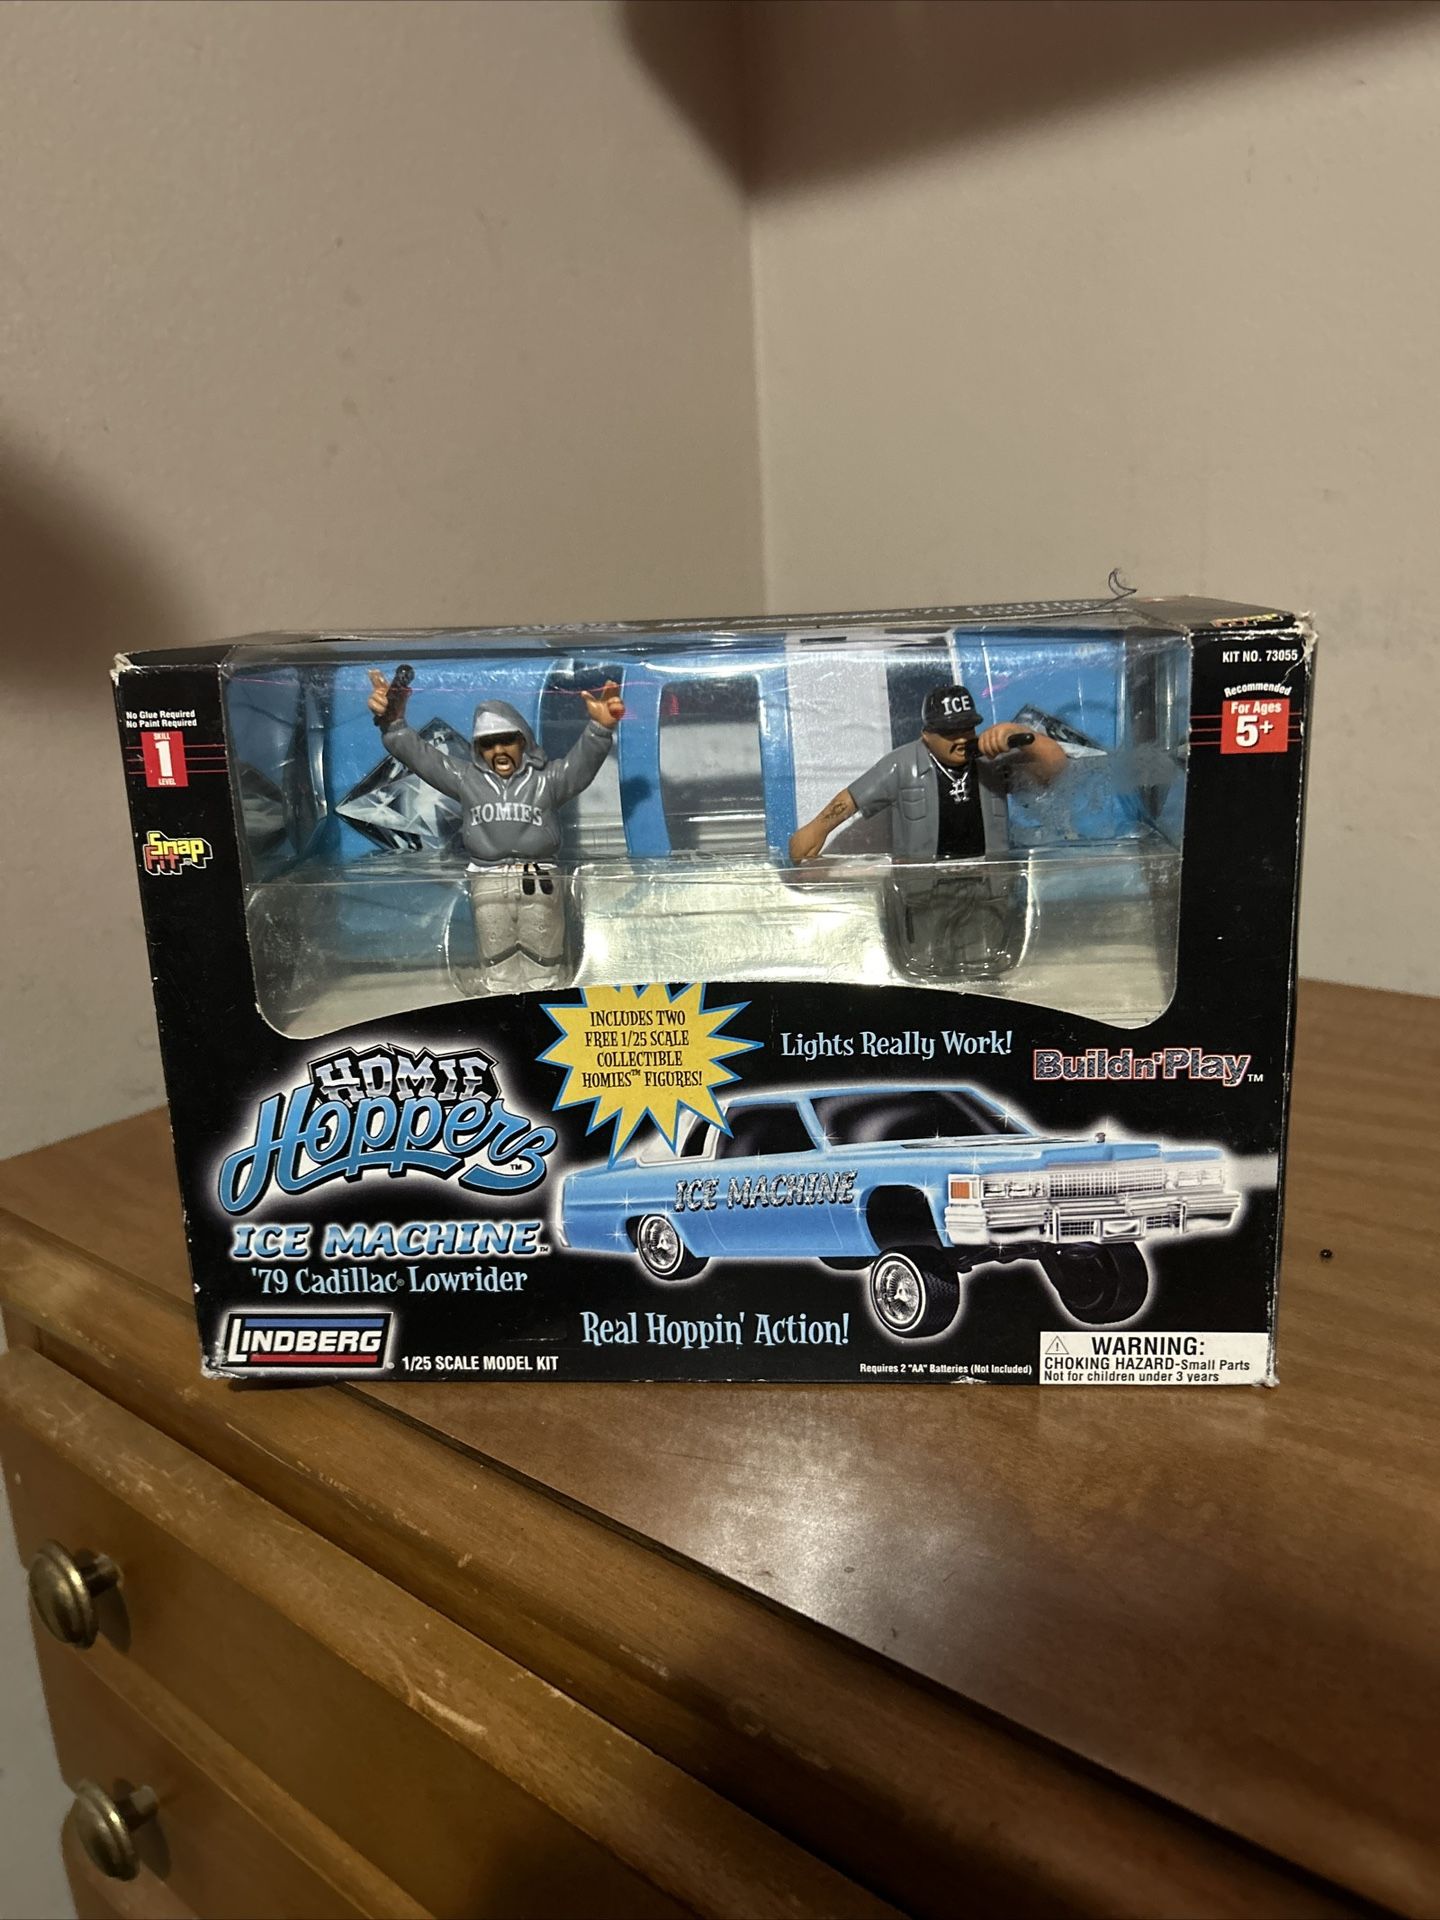 KIT NO. 73055
Recommended
For Ages
5+
No Glue Required
No Paint Required
SKILL
1
LEVEL
Snap
Fit™
HOMIES
ICE
INCLUDES TWO
FREE 1/25 SCALE
COLLECTIBLE
HOMIES™ FIGURES!
Lights Really Work!
Build n' Play™
HOMIE
Hoppers™
ICE MACHINE™
'79 Cadillac® Lowrider
ICE MACHINE
Real Hoppin' Action!
LINDBERG®
1/25 SCALE MODEL KIT
Requires 2 "AA" Batteries (Not Included)
WARNING:
CHOKING HAZARD-Small Parts
Not for children under 3 years